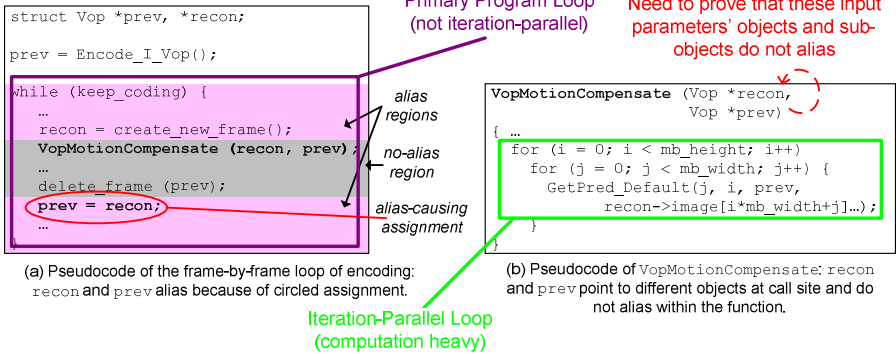 Primary Program Loop
(not iteration-parallel)
Need to prove that these input
parameters' objects and sub-
objects do not alias
struct Vop *prev, *recon;
prev = Encode_I_Vop();
while (keep_coding) {
…
recon = create_new_frame();
VopMotionCompensate (recon, prev);
…
delete_frame (prev);
prev = recon;
…
}
alias
regions
no-alias
region
alias-causing
assignment
(a) Pseudocode of the frame-by-frame loop of encoding:
recon and prev alias because of circled assignment.
VopMotionCompensate (Vop *recon,
Vop *prev)
{ …
for (i = 0; i < mb_height; i++)
for (j = 0; j < mb_width; j++) {
GetPred_Default(j, i, prev,
recon->image[i*mb_width+j]…);
}
}
(b) Pseudocode of VopMotionCompensate: recon
and prev point to different objects at call site and do
not alias within the function.
Iteration-Parallel Loop
(computation heavy)